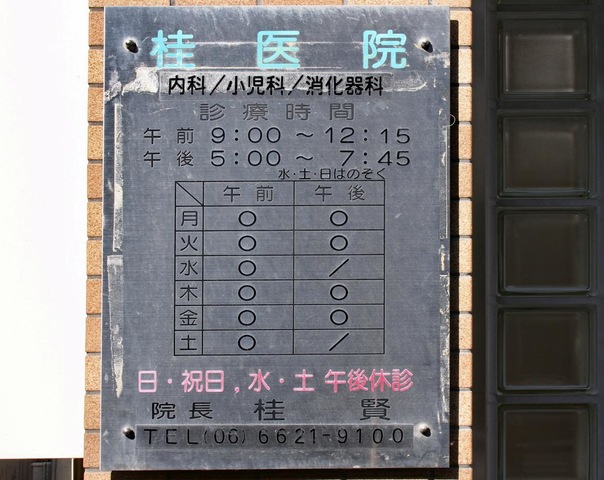 桂医院
内科／小児科／消化器科
診療時間
午前 9:00 ～ 12:15
午後 5:00 ～ 7:45
水・土・日はのぞく
午前 午後
月 ○ ○
火 ○ ○
水 ○ ／
木 ○ ○
金 ○ ○
土 ○ ／
日・祝日，水・土 午後休診
院長 桂 賢
TEL(06)6621-9100